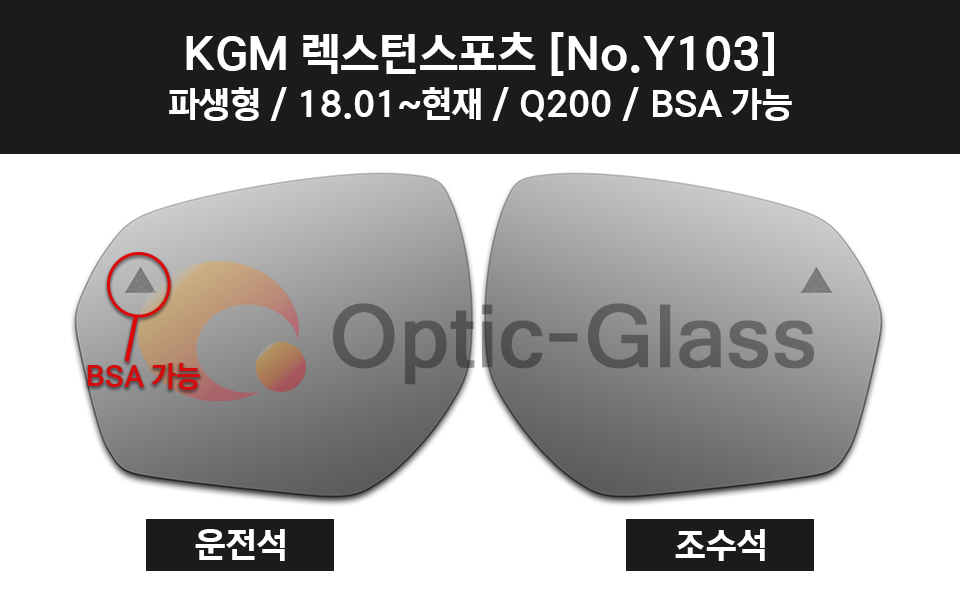 KGM 렉스턴스포츠 [No.Y103]
파생형 / 18.01~현재 / Q200 / BSA 가능
BSA 가능
Optic-Glass
운전석
조수석